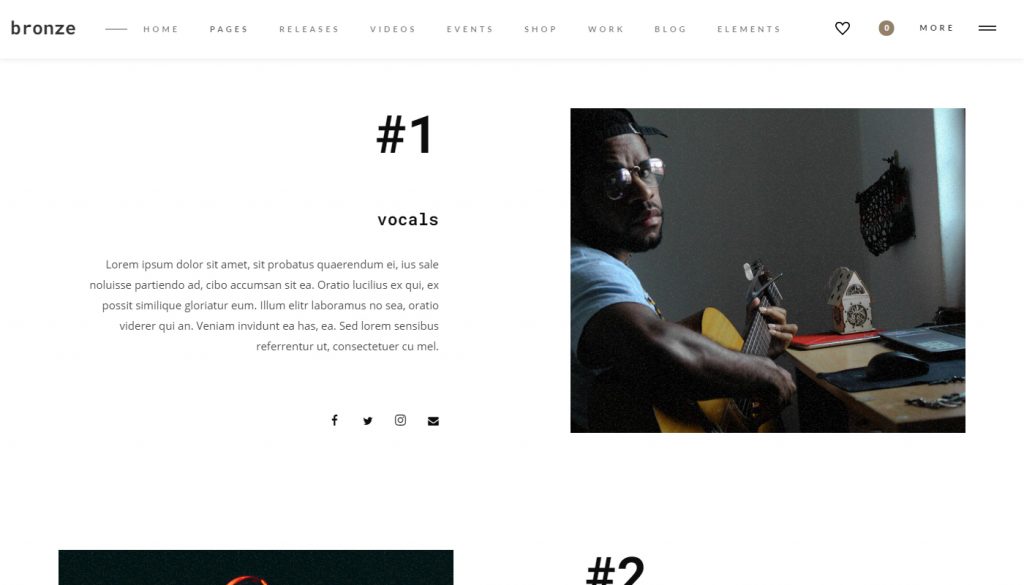 bronze
HOME PAGES RELEASES VIDEOS EVENTS SHOP WORK BLOG ELEMENTS
0
MORE
#1
vocals
Lorem ipsum dolor sit amet, sit probatus quaerendum ei, ius sale
noluisse partiendo ad, cibo accumsan sit ea. Oratio lucilius ex qui, ex
possit similique gloriatur eum. Illum elitr laboramus no sea, oratio
viderer qui an. Veniam invidunt ea has, ea. Sed lorem sensibus
referrentur ut, consectetuer cu mel.
#2